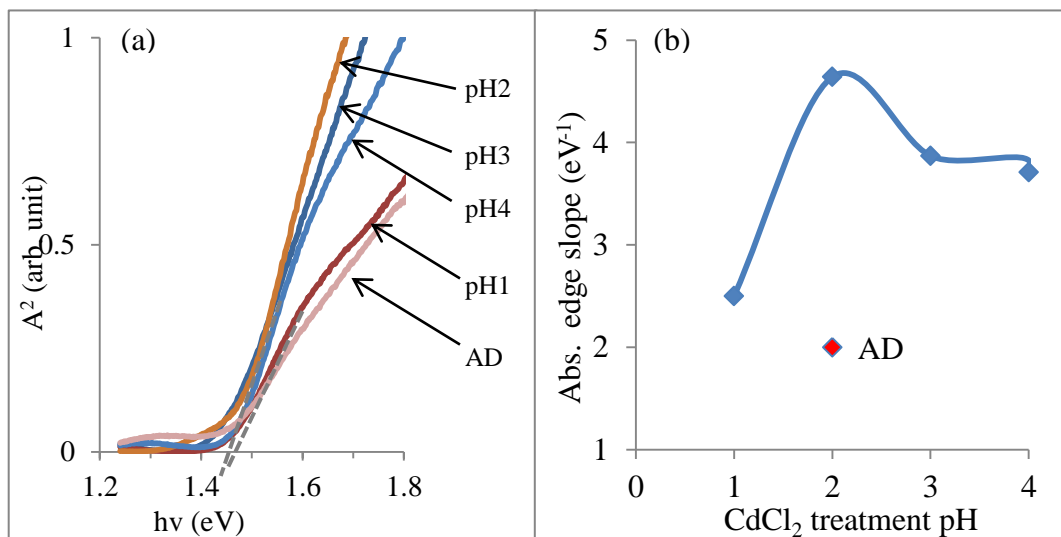 (a)
1
0.5
0
A² (arb. unit)
1.2
1.4
1.6
1.8
hν (eV)
pH2
pH3
pH4
pH1
AD
(b)
5
4
3
2
1
Abs. edge slope (eV⁻¹)
AD
0
1
2
3
4
CdCl₂ treatment pH